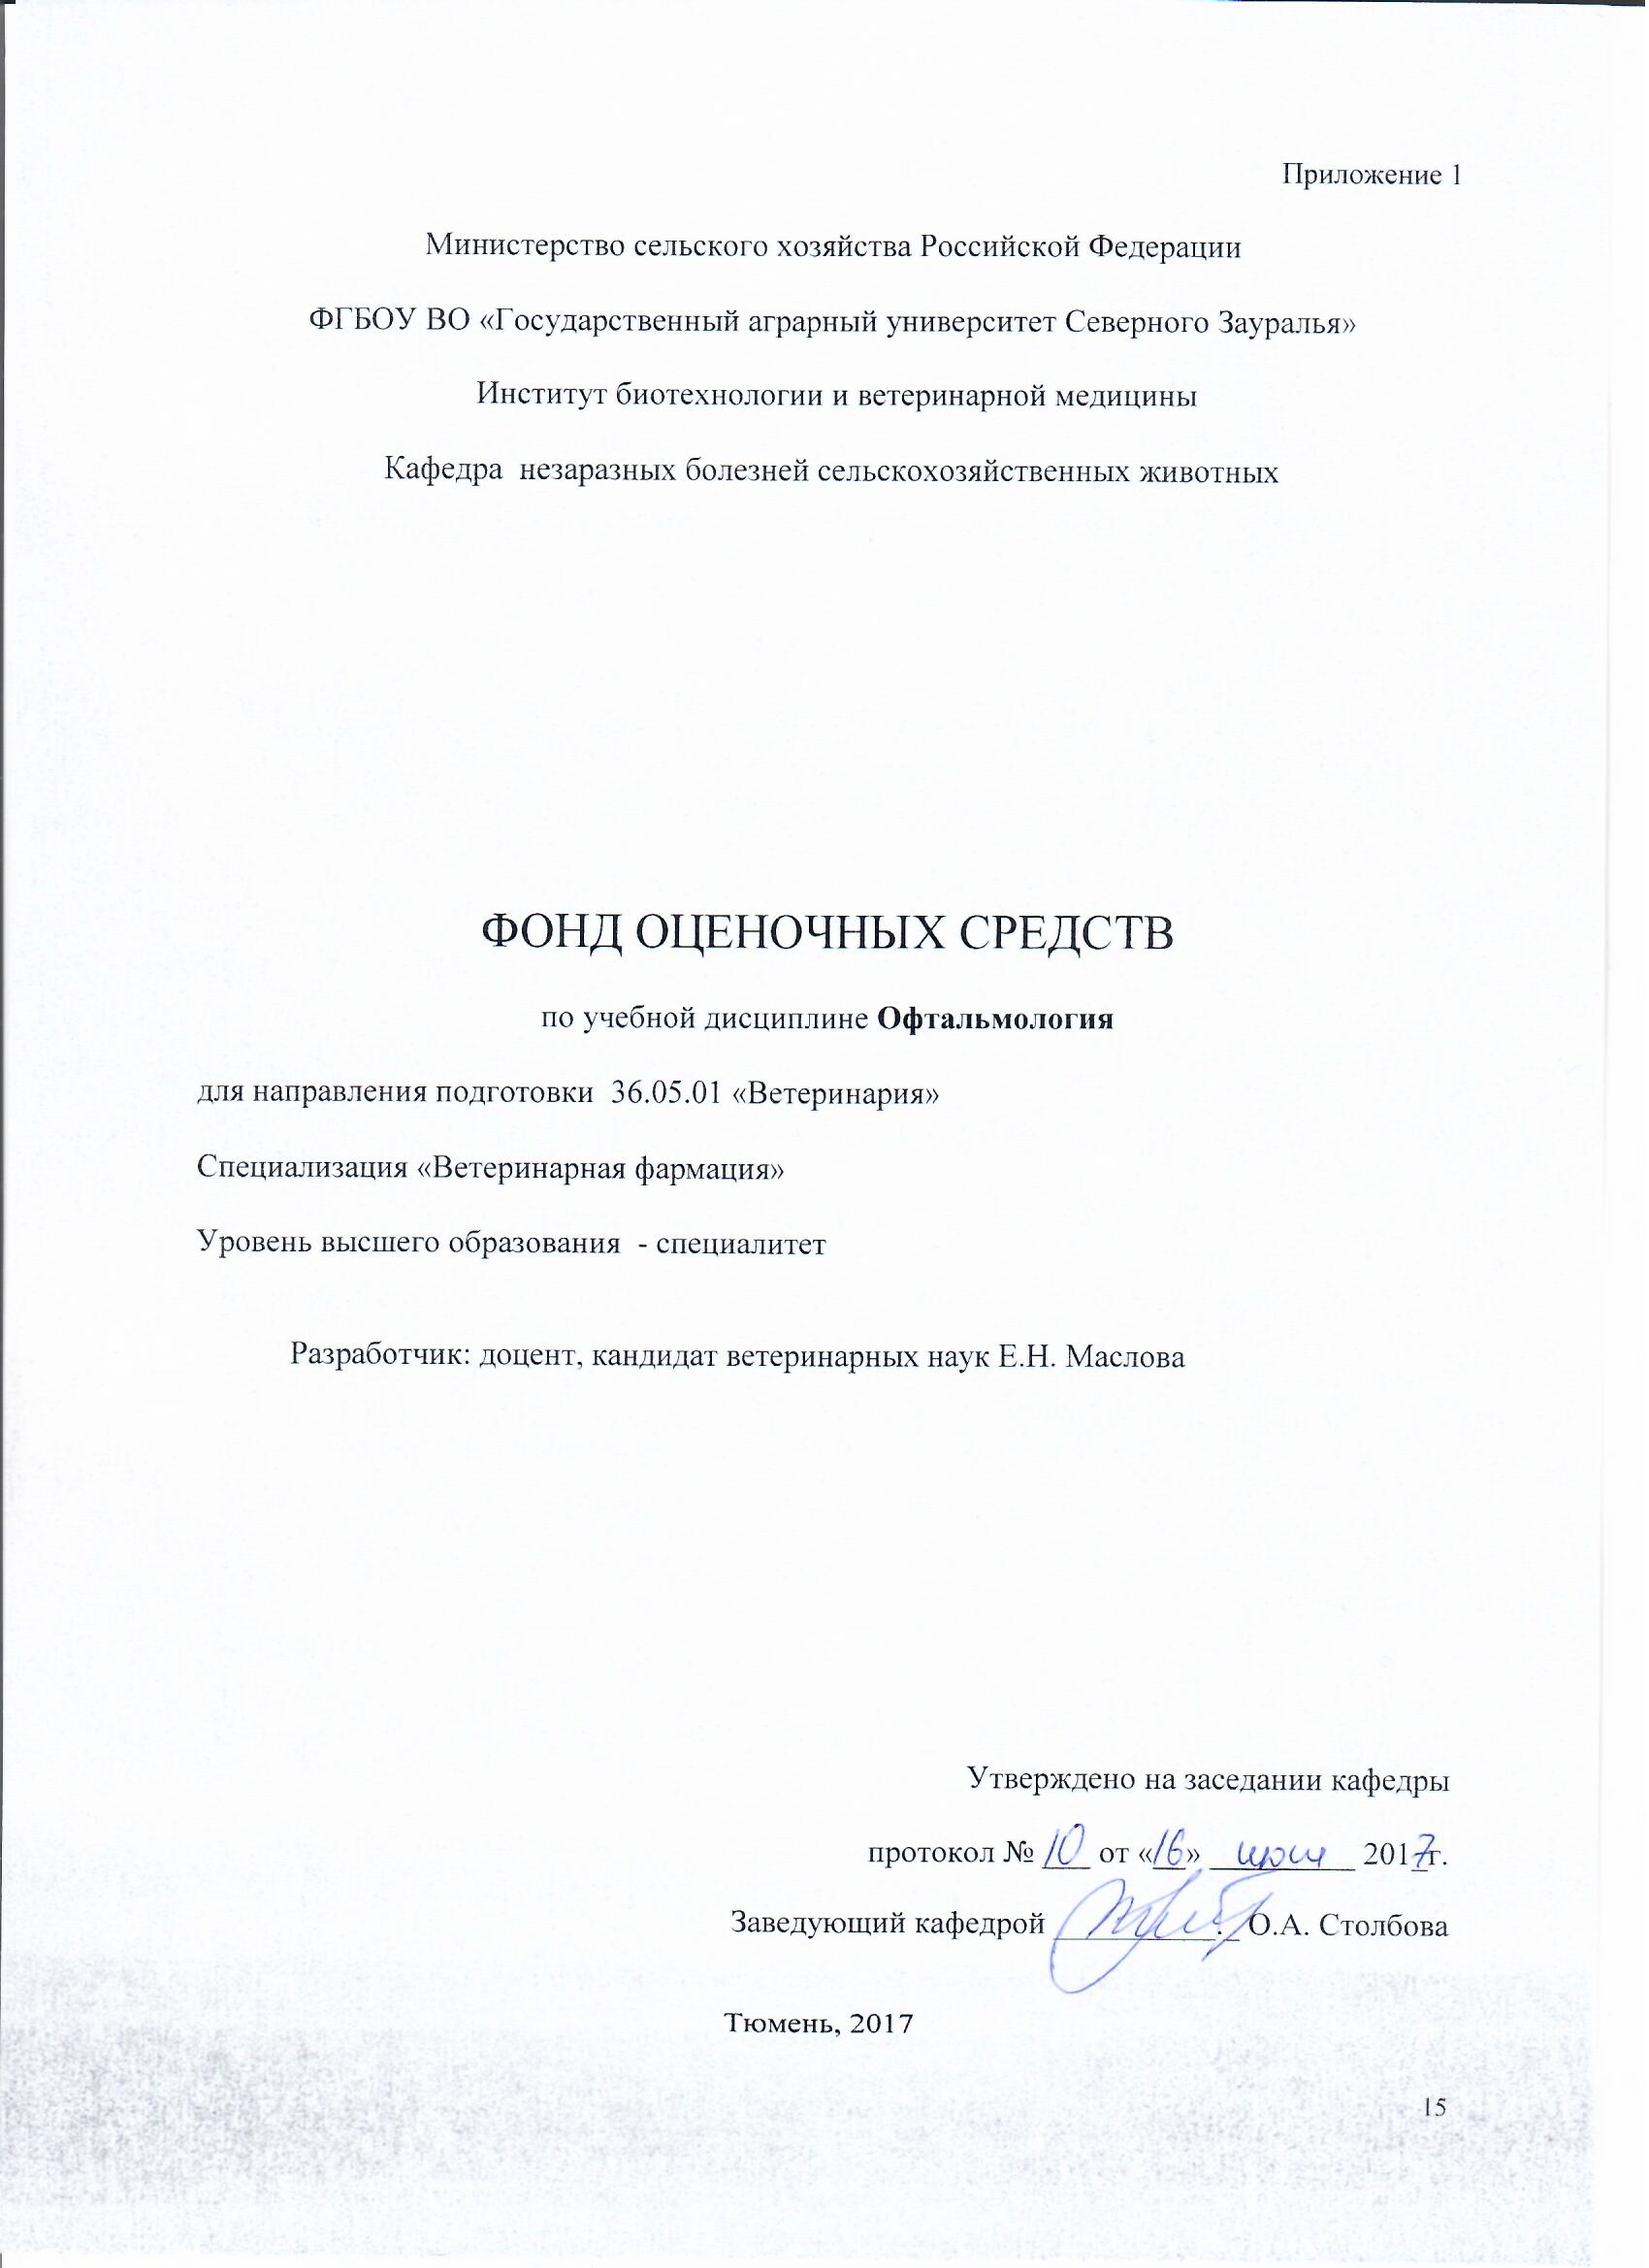 Приложение 1
Министерство сельского хозяйства Российской Федерации
ФГБОУ ВО «Государственный аграрный университет Северного Зауралья»
Институт биотехнологии и ветеринарной медицины
Кафедра незаразных болезней сельскохозяйственных животных
ФОНД ОЦЕНОЧНЫХ СРЕДСТВ
по учебной дисциплине Офтальмология
для направления подготовки 36.05.01 «Ветеринария»
Специализация «Ветеринарная фармация»
Уровень высшего образования - специалитет
Разработчик: доцент, кандидат ветеринарных наук Е.Н. Маслова
Утверждено на заседании кафедры
протокол № 10 от «16» 2017г.
Заведующий кафедрой О.А. Столбова
Тюмень, 2017
15